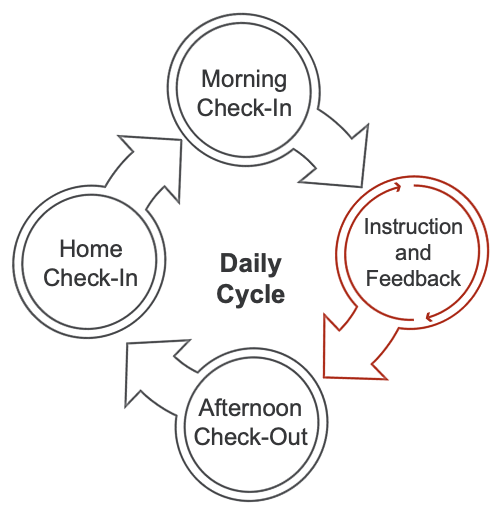 Morning
Check-In
Instruction
and
Feedback
Home
Check-In
Daily
Cycle
Afternoon
Check-Out